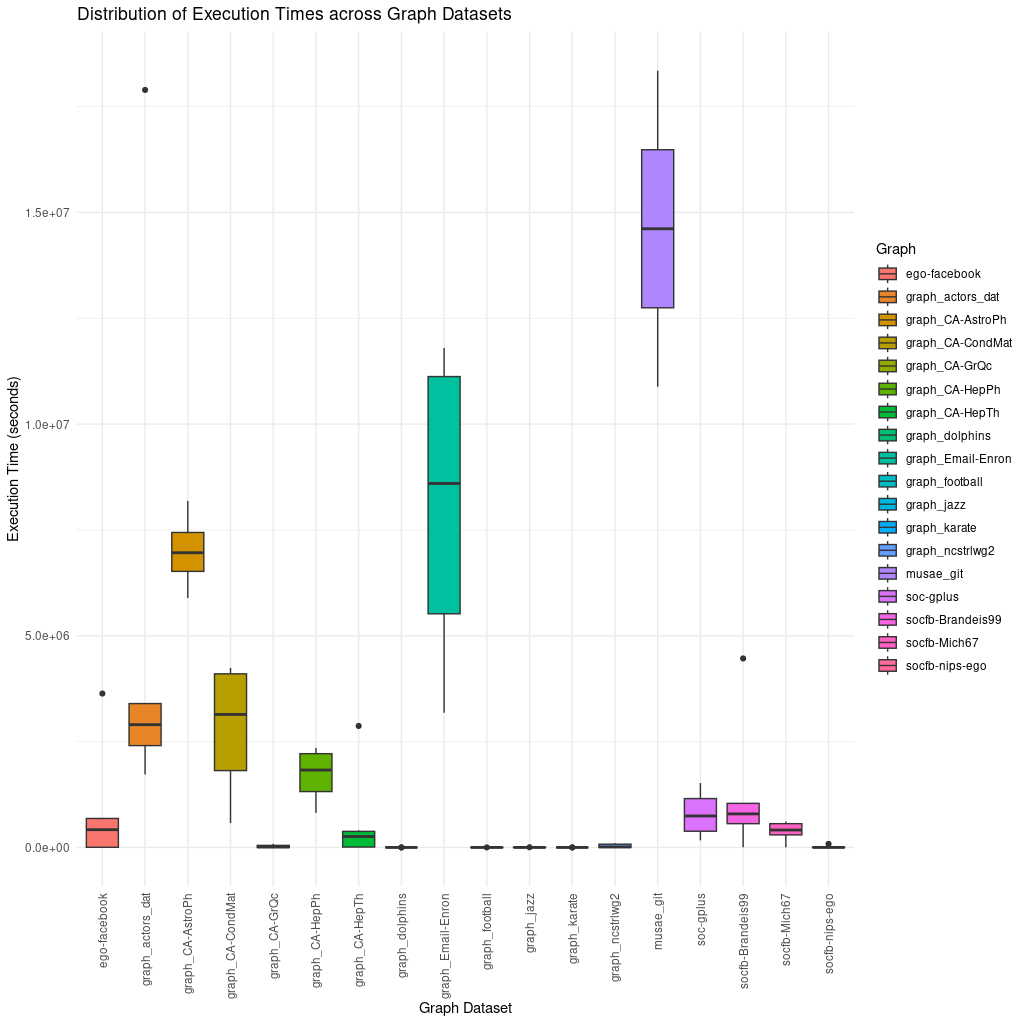 Distribution of Execution Times across Graph Datasets
Execution Time (seconds)
1.5e+07
1.0e+07
5.0e+06
0.0e+00
ego-facebook
graph_actors_dat
graph_CA-AstroPh
graph_CA-CondMat
graph_CA-GrQc
graph_CA-HepPh
graph_CA-HepTh
graph_dolphins
graph_Email-Enron
graph_football
graph_jazz
graph_karate
graph_ncstrlwg2
musae_git
soc-gplus
socfb-Brandeis99
socfb-Mich67
socfb-nips-ego
Graph Dataset
Graph
ego-facebook
graph_actors_dat
graph_CA-AstroPh
graph_CA-CondMat
graph_CA-GrQc
graph_CA-HepPh
graph_CA-HepTh
graph_dolphins
graph_Email-Enron
graph_football
graph_jazz
graph_karate
graph_ncstrlwg2
musae_git
soc-gplus
socfb-Brandeis99
socfb-Mich67
socfb-nips-ego